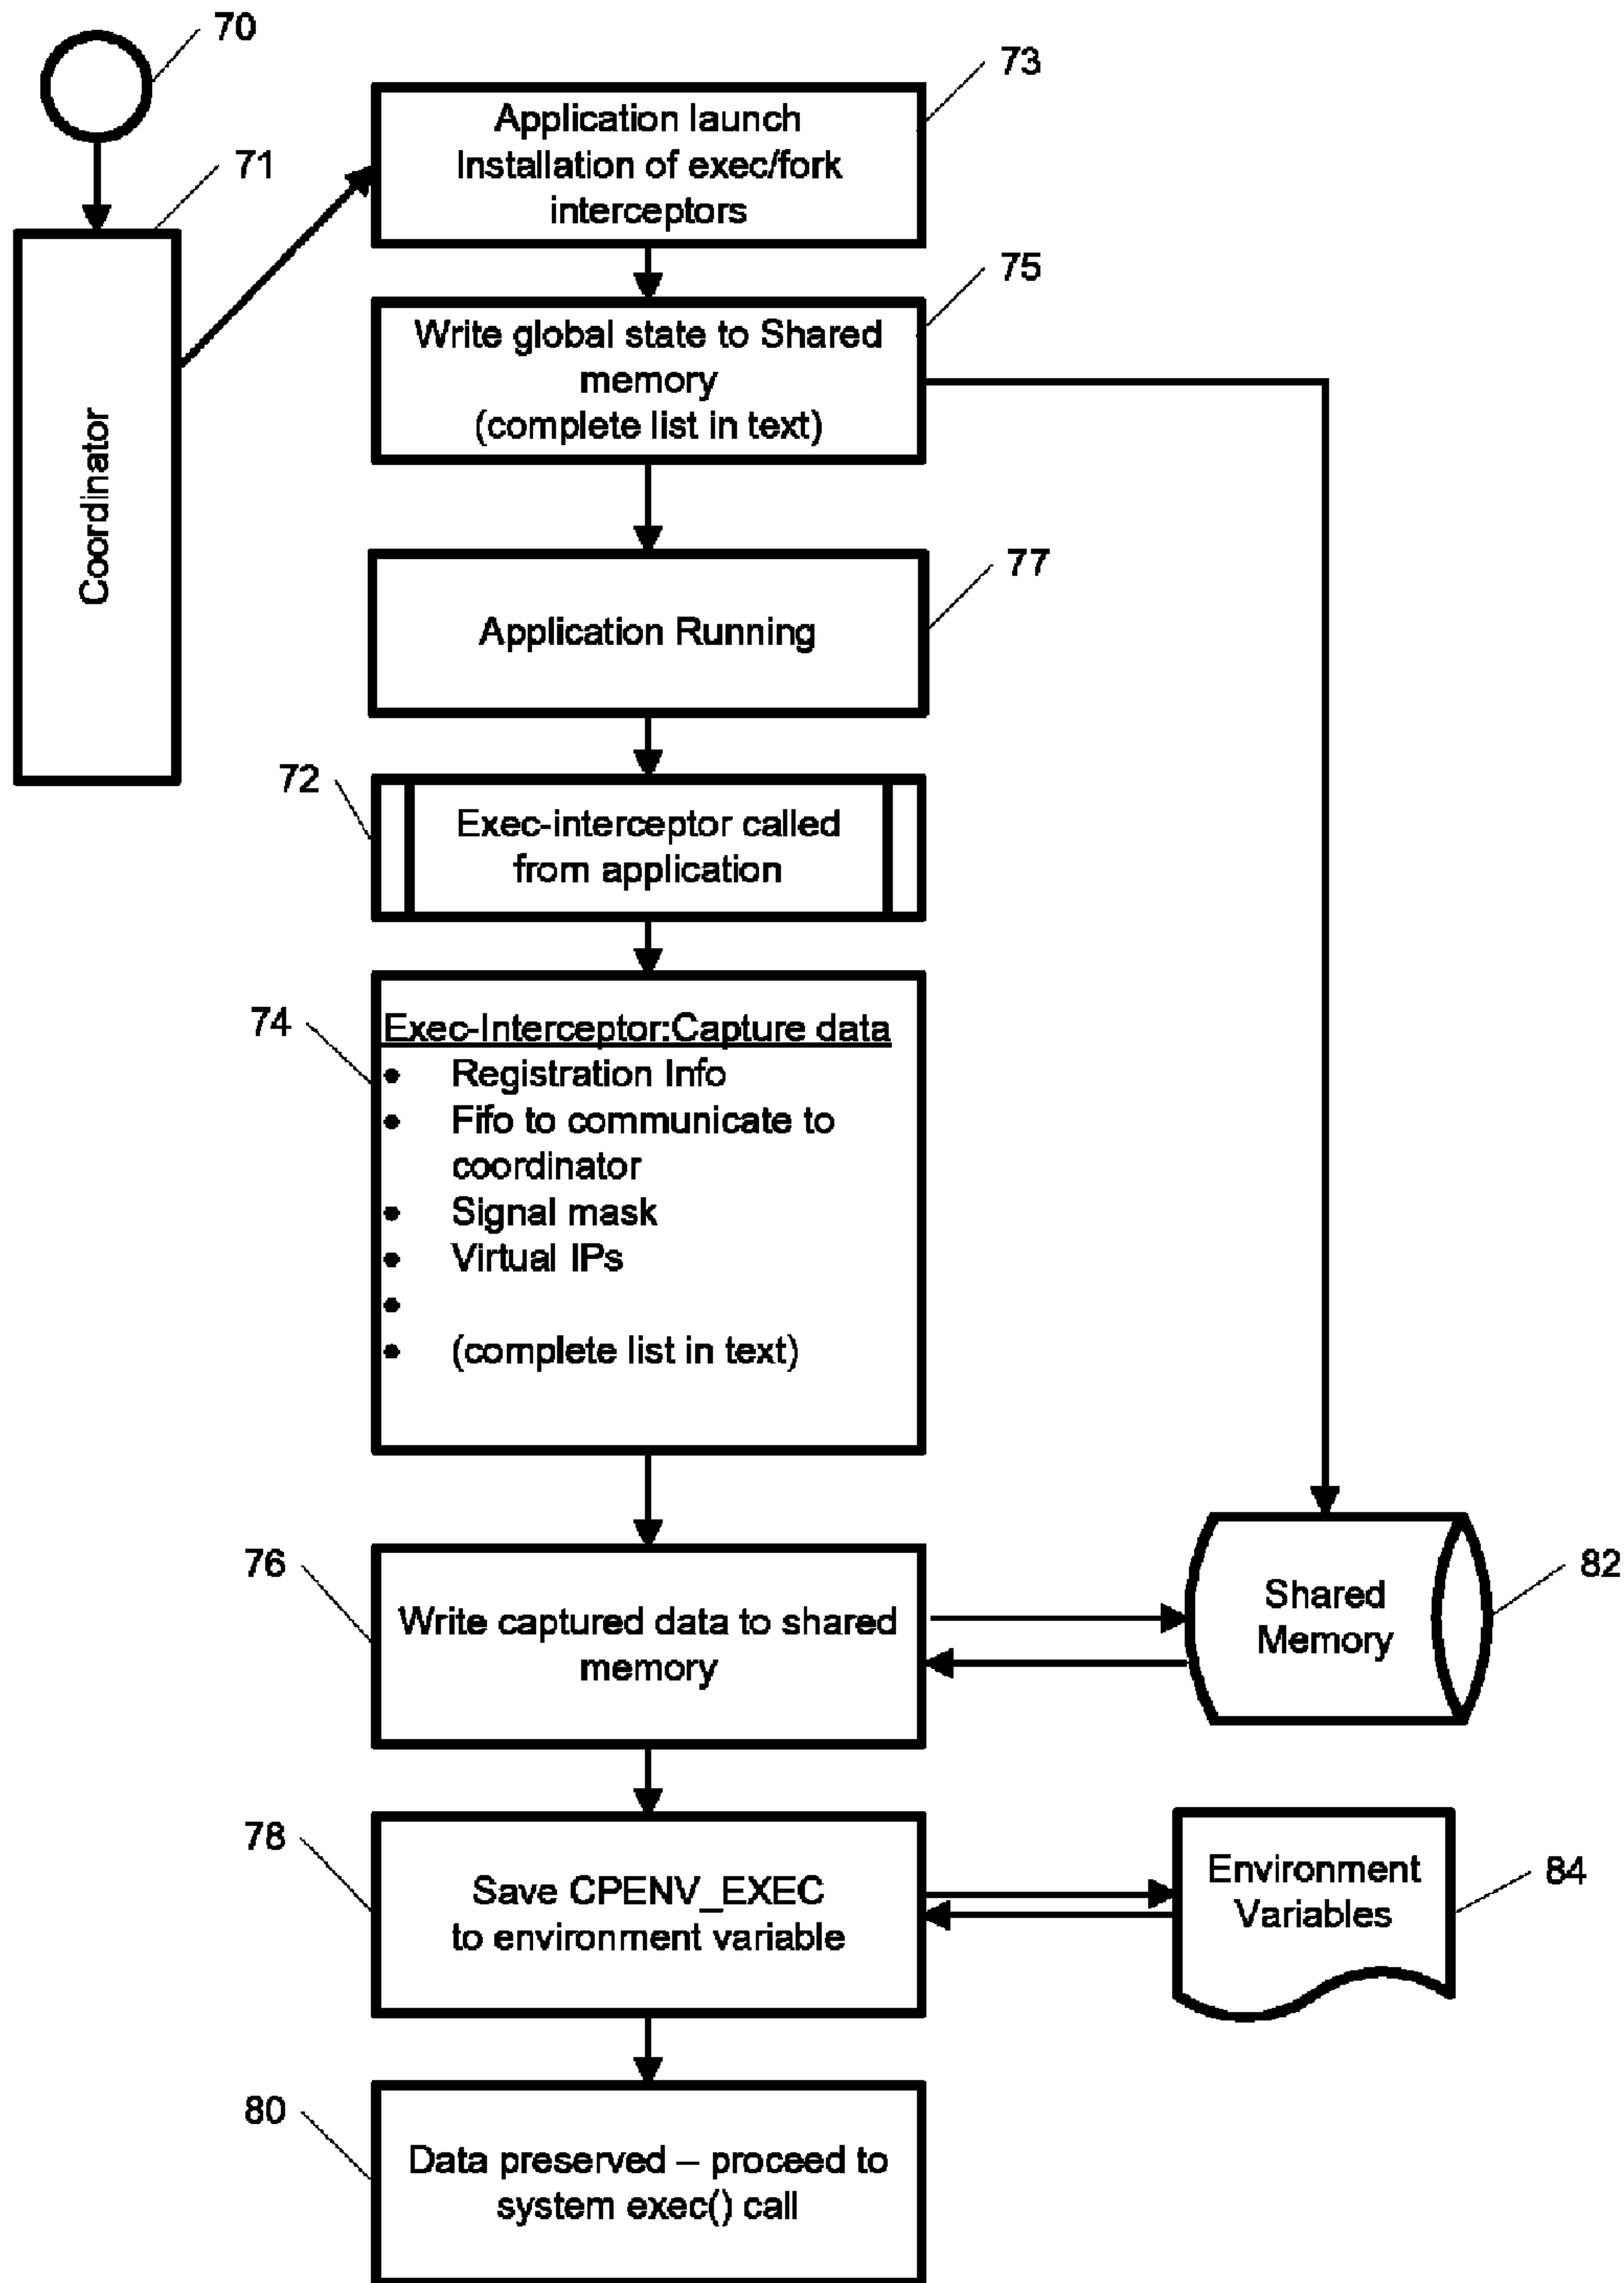 70
71
Coordinator
73
Application launch
Installation of exec/fork
interceptors
75
Write global state to Shared
memory
(complete list in text)
77
Application Running
72
Exec-interceptor called
from application
74
Exec-Interceptor:Capture data
• Registration Info
• Fifo to communicate to
coordinator
• Signal mask
• Virtual IPs
•
• (complete list in text)
76
Write captured data to shared
memory
82
Shared
Memory
78
Save CPENV_EXEC
to environment variable
84
Environment
Variables
80
Data preserved – proceed to
system exec() call